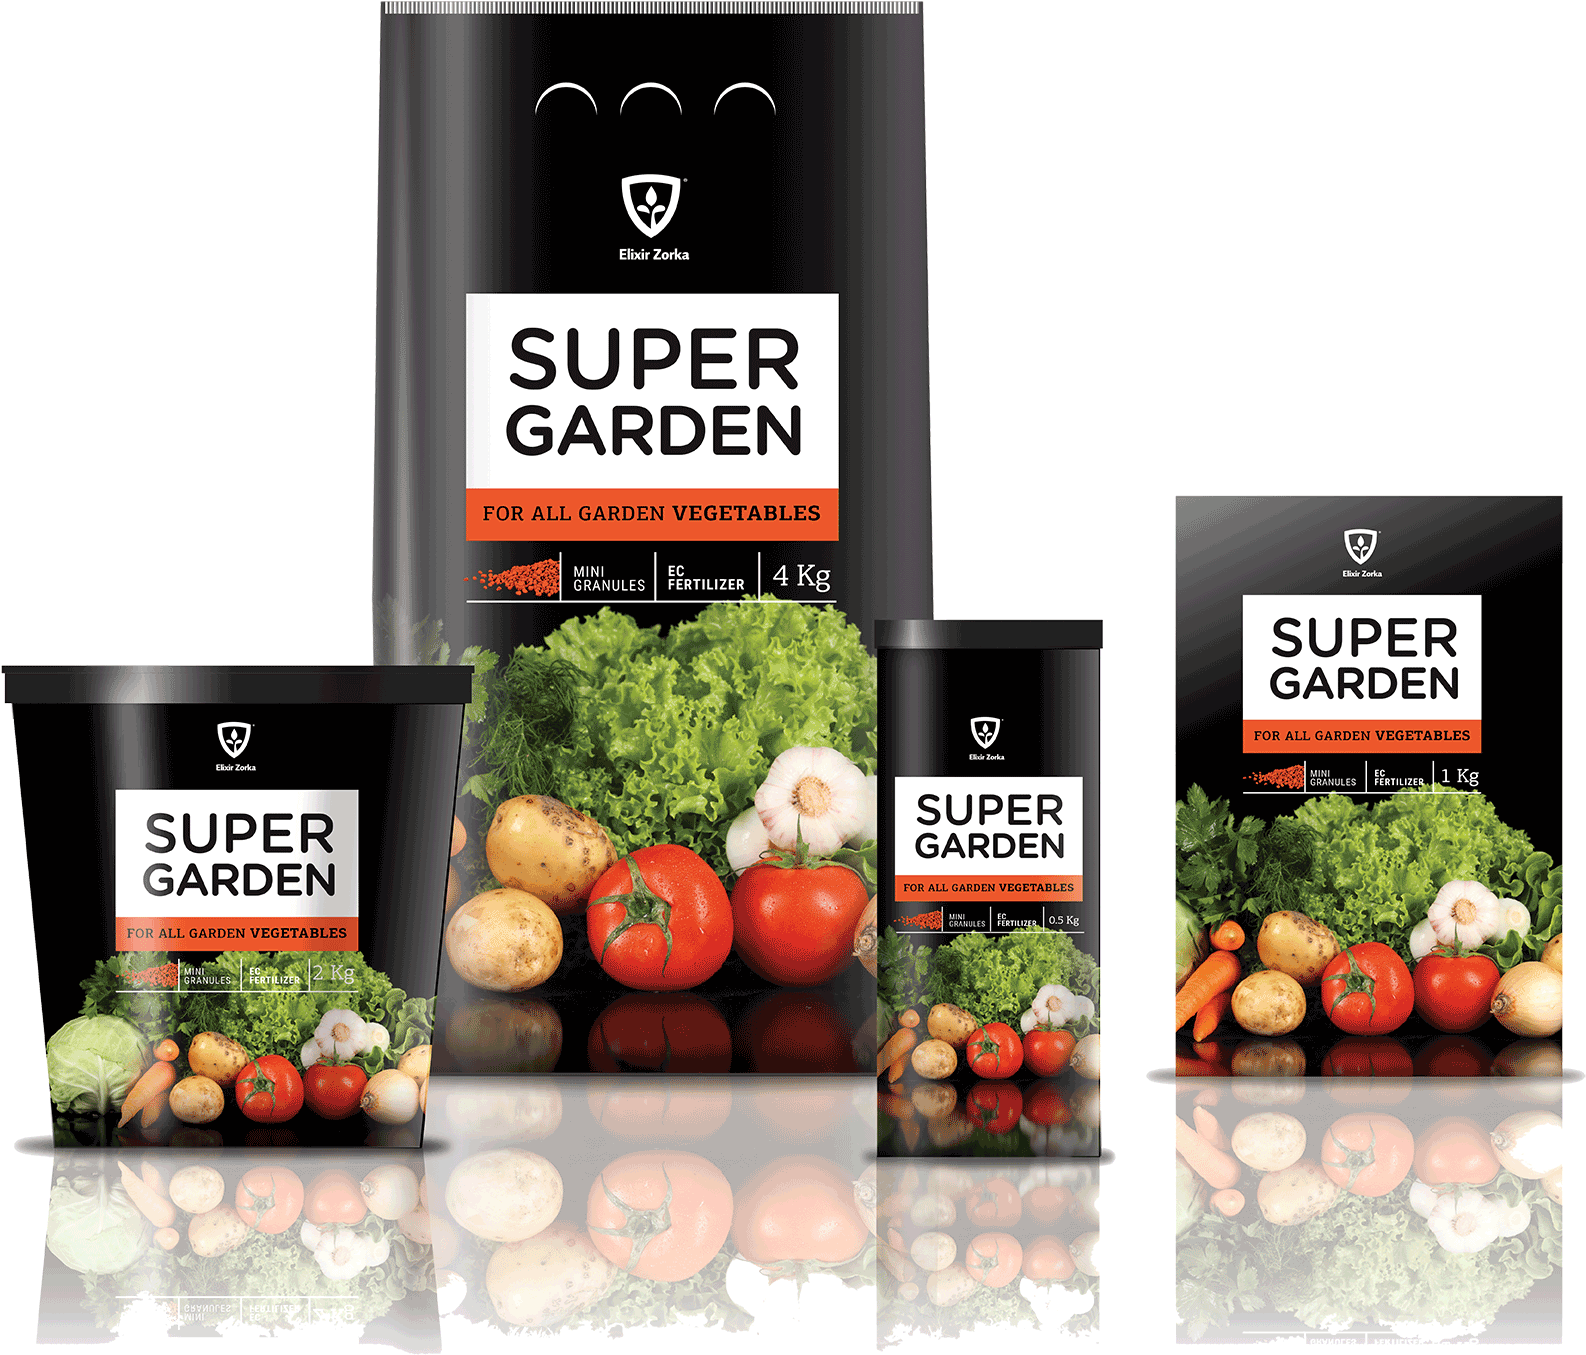 Elixir Zorka
SUPER
GARDEN
FOR ALL GARDEN VEGETABLES
MINI
GRANULES
EC
FERTILIZER
4 Kg
Elixir Zorka
SUPER
GARDEN
FOR ALL GARDEN VEGETABLES
MINI
GRANULES
EC
FERTILIZER
2 Kg
Elixir Zorka
SUPER
GARDEN
FOR ALL GARDEN VEGETABLES
MINI
GRANULES
EC
FERTILIZER
0.5 Kg
Elixir Zorka
SUPER
GARDEN
FOR ALL GARDEN VEGETABLES
MINI
GRANULES
EC
FERTILIZER
1 Kg